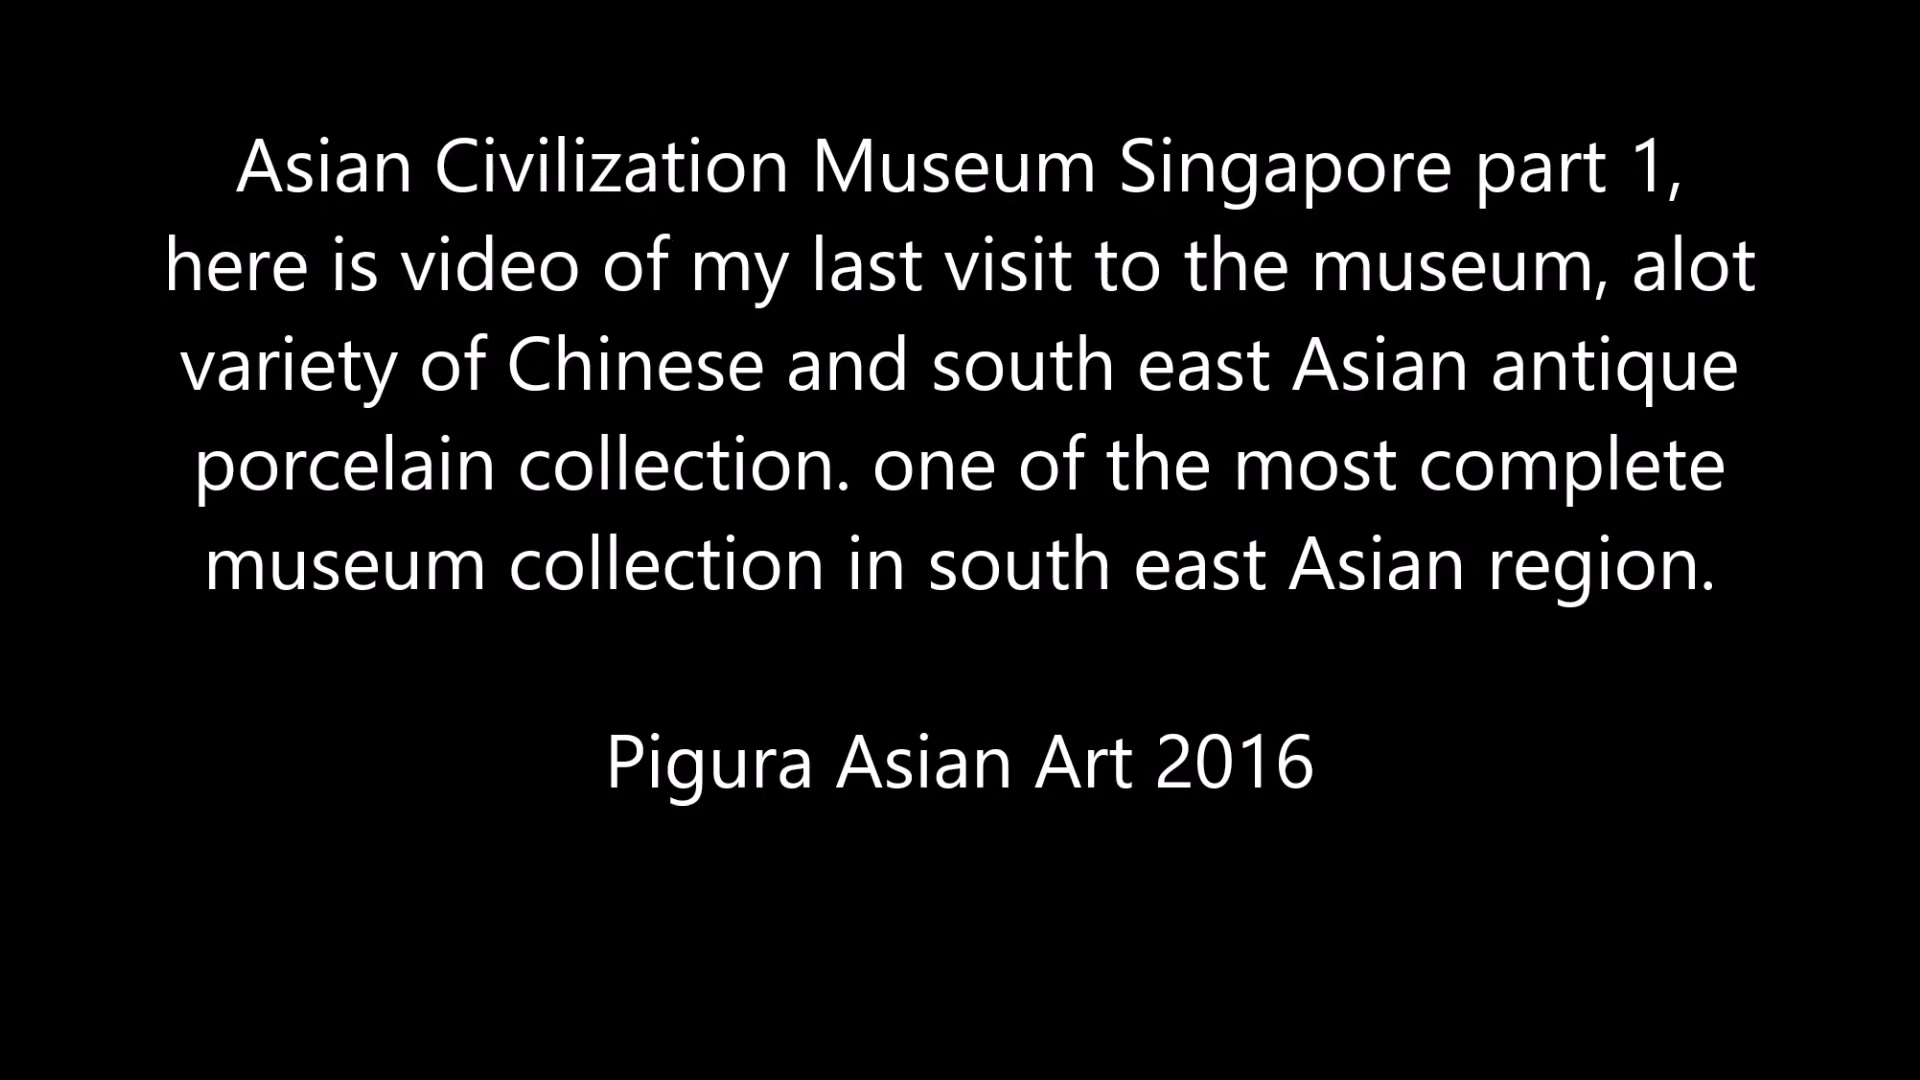 Asian Civilization Museum Singapore part 1,
here is video of my last visit to the museum, alot
variety of Chinese and south east Asian antique
porcelain collection. one of the most complete
museum collection in south east Asian region.
Pigura Asian Art 2016